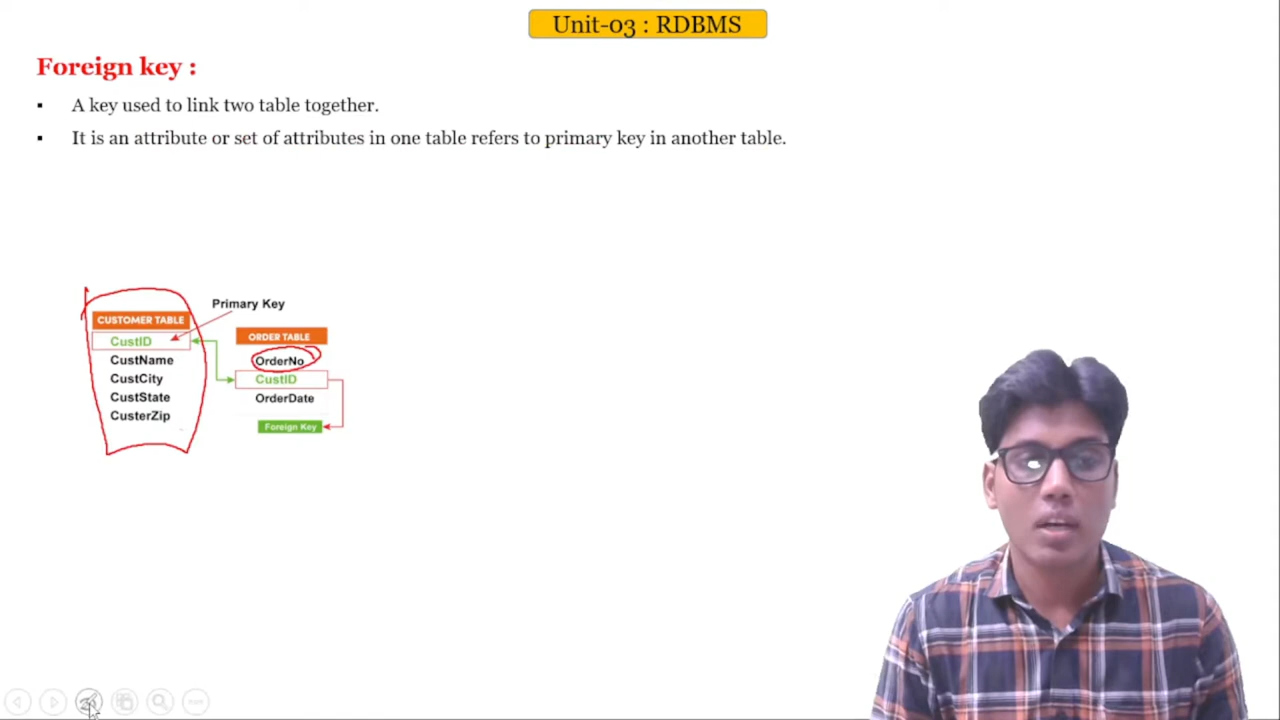 Unit-03 : RDBMS
Foreign key :
▪ A key used to link two table together.
▪ It is an attribute or set of attributes in one table refers to primary key in another table.
Primary Key
CUSTOMER TABLE
CustID
CustName
CustCity
CustState
CusterZip
ORDER TABLE
OrderNo
CustID
OrderDate
Foreign Key